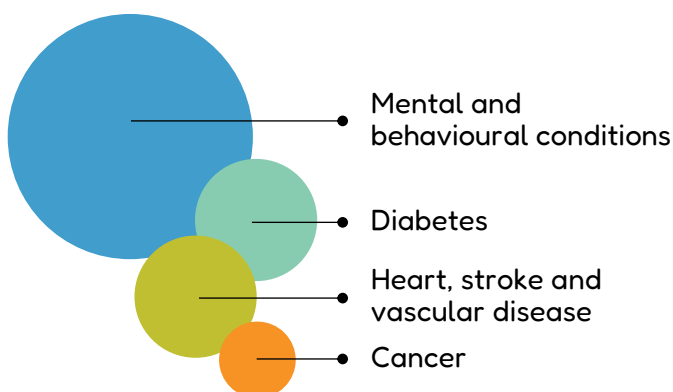 Mental and
behavioural conditions
Diabetes
Heart, stroke and
vascular disease
Cancer